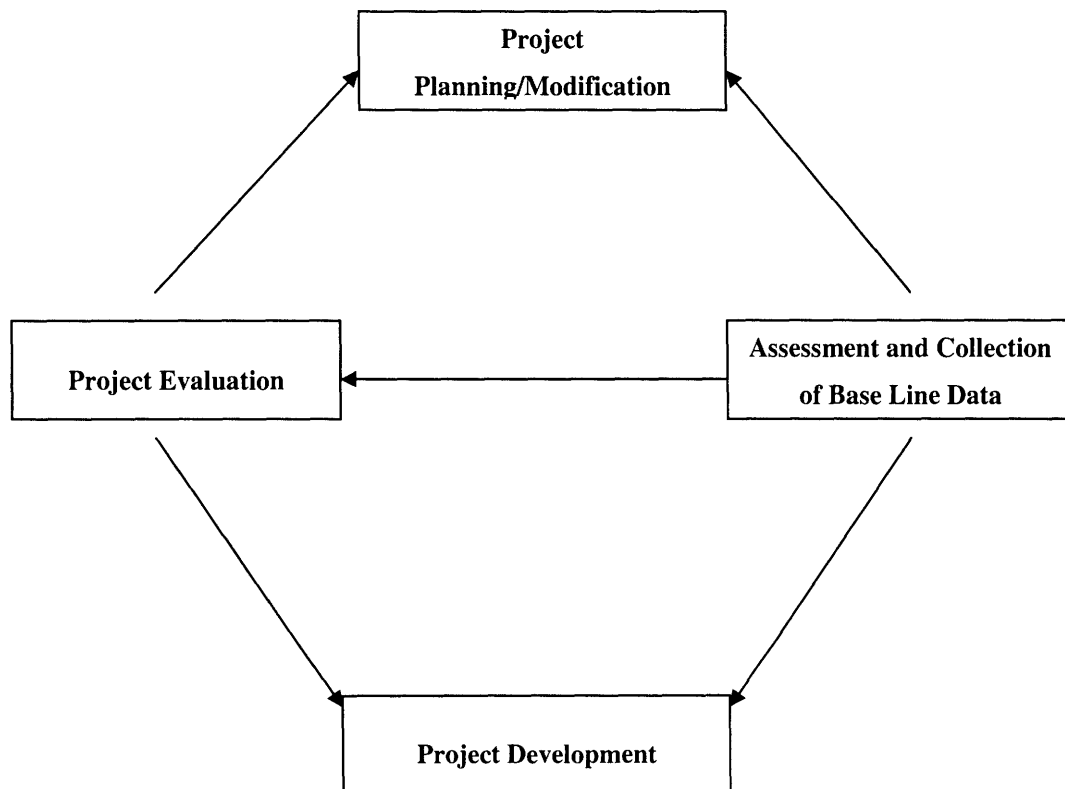 Project
Planning/Modification
Project Evaluation
Assessment and Collection
of Base Line Data
Project Development